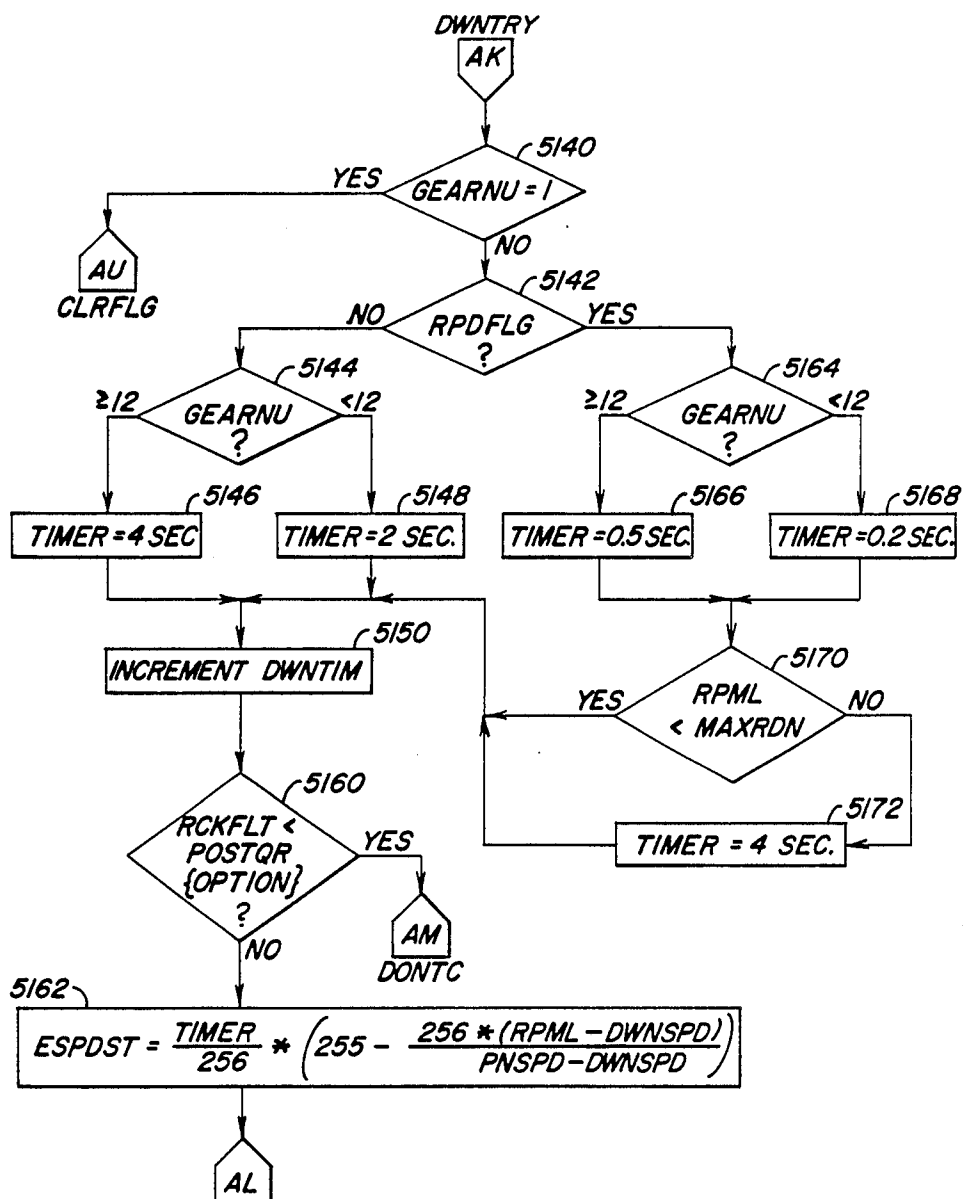 DWNTRY
AK
5140
YES
GEARNU = 1
NO
AU
CLRFLG
5142
NO
RPDFLG
?
YES
5144
≥12
GEARNU
?
<12
5164
≥12
GEARNU
?
<12
5146
TIMER = 4 SEC
5148
TIMER = 2 SEC.
5166
TIMER = 0.5 SEC.
5168
TIMER = 0.2 SEC.
5150
INCREMENT DWNTIM
5170
YES
RPML
< MAXRDN
NO
5160
RCKFLT <
POSTQR
{OPTION}
?
YES
NO
5172
TIMER = 4 SEC.
AM
DONTC
5162
ESPDST = TIMER/256 * (255 - 256 * (RPML - DWNSPD)/PNSPD - DWNSPD)
AL